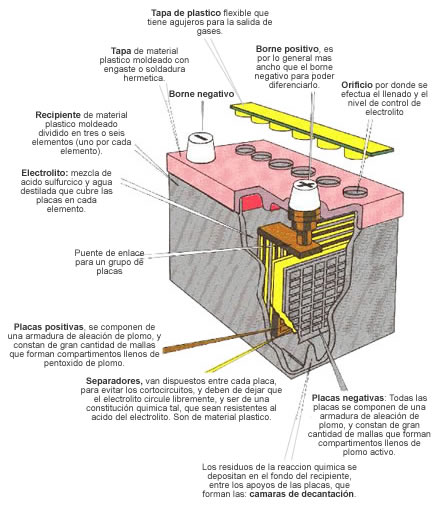 Tapa de plastico flexible que
tiene agujeros para la salida de
gases.
Tapa de material
plastico moldeado con
engaste o soldadura
hermetica.
Borne negativo
Borne positivo, es
por lo general mas
ancho que el borne
negativo para poder
diferenciarlo.
Orificio por donde se
efectua el llenado y el
nivel de control de
electrolito
Recipiente de material
plastico moldeado
dividido en tres o seis
elementos (uno por cada
elemento).
Electrolito: mezcla de
acido sulfurcico y agua
destilada que cubre las
placas en cada
elemento.
Puente de enlace
para un grupo de
placas
Placas positivas, se componen de
una armadura de aleación de plomo, y
constan de gran cantidad de mallas
que forman compartimentos llenos de
pentoxido de plomo.
Separadores, van dispuestos entre cada placa,
para evitar los cortocircuitos, y deben de dejar que
el electrolito circule libremente, y ser de una
constitution quimica tal, que sean resistentes al
acido del electrolito. Son de material plastico.
Placas negativas: Todas las
placas se componen de una
armadura de aleación de
plomo, y constan de gran
cantidad de mallas que forman
compartimentos llenos de
plomo activo.
Los residuos de la reaccion quimica se
depositan en el fondo del recipiente,
entre los apoyos de las placas, que
forman las: camaras de decantación.